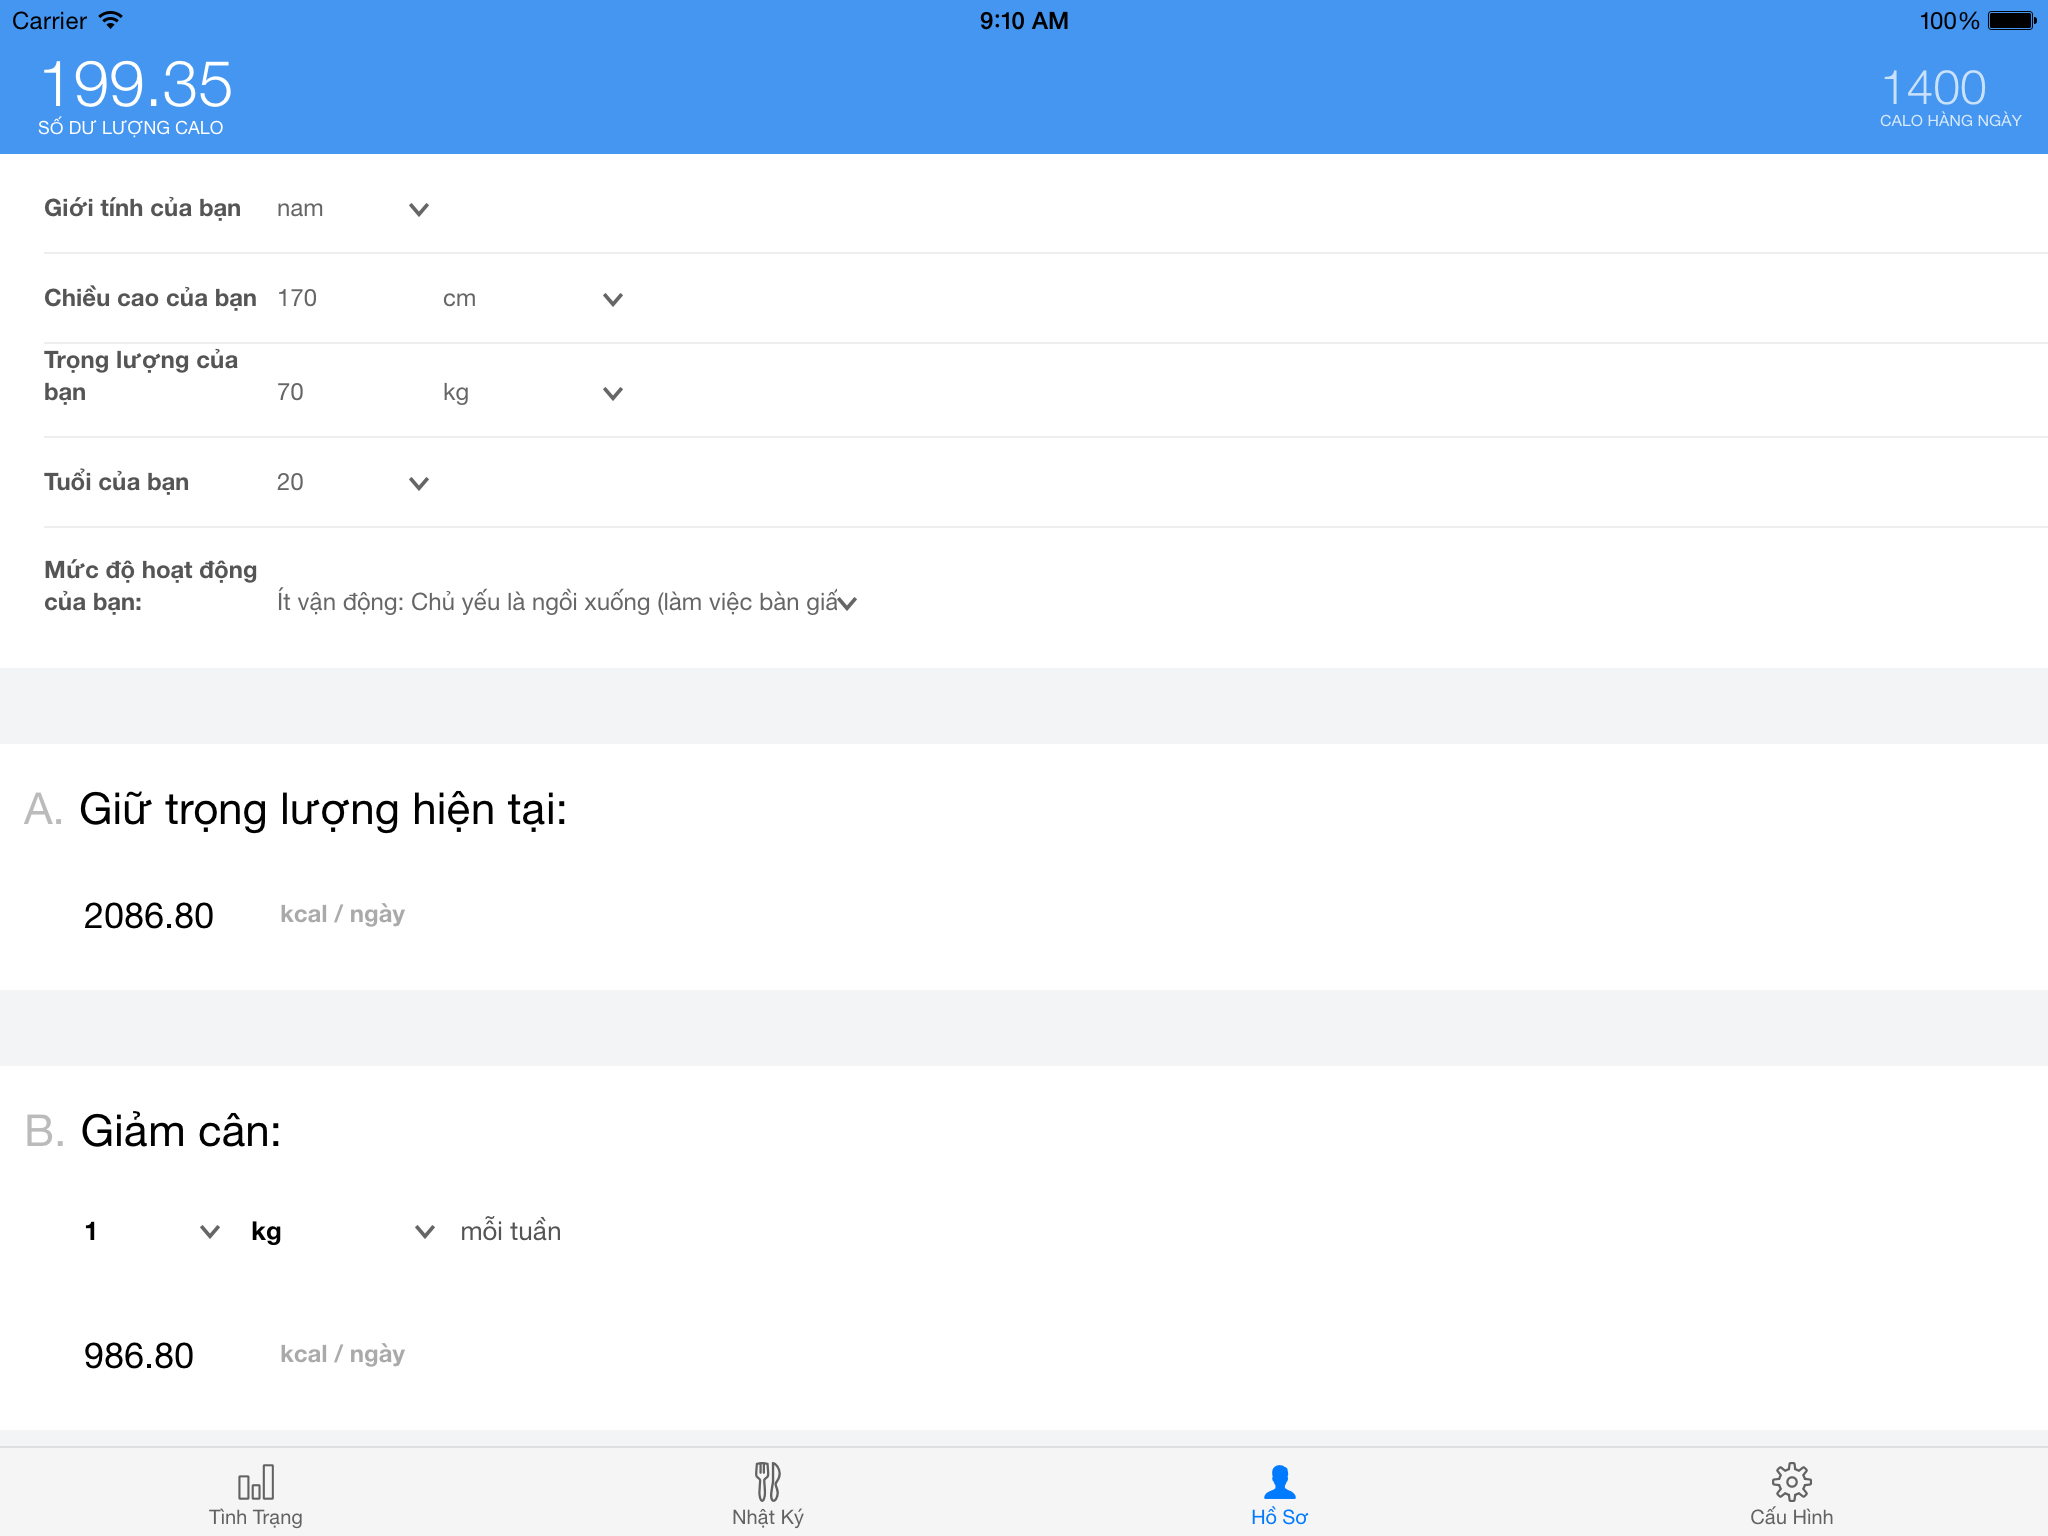 Carrier
9:10 AM
100%
199.35
SỐ DƯ LƯỢNG CALO
1400
CALO HÀNG NGÀY
Giới tính của bạn nam
Chiều cao của bạn 170 cm
Trọng lượng của
bạn 70 kg
Tuổi của bạn 20
Mức độ hoạt động
của bạn: Ít vận động: Chủ yếu là ngồi xuống (làm việc bàn giấ
A. Giữ trọng lượng hiện tại:
2086.80 kcal / ngày
B. Giảm cân:
1 kg mỗi tuần
986.80 kcal / ngày
Tình Trạng
Nhật Ký
Hồ Sơ
Cấu Hình